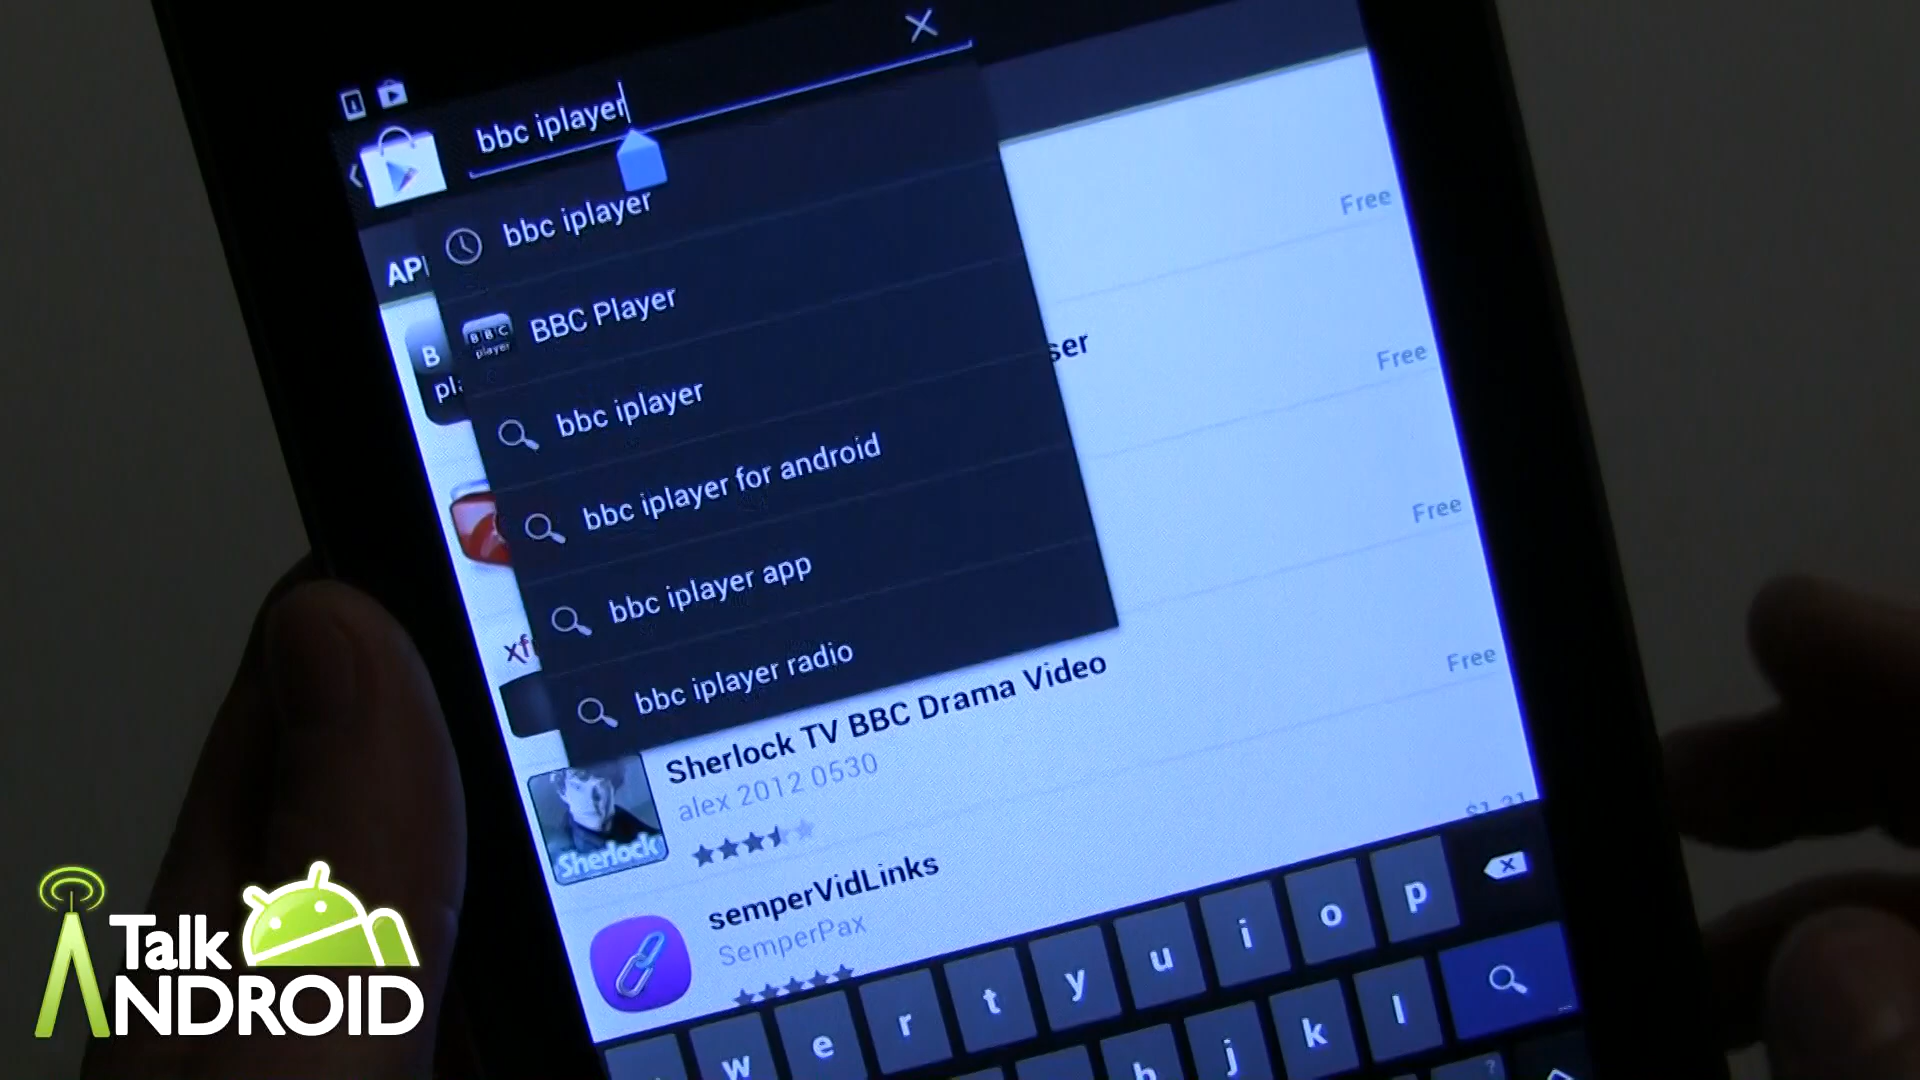 bbc iplayer
bbc iplayer
BBC Player
bbc iplayer
bbc iplayer for android
bbc iplayer app
bbc iplayer radio
Free
ser
Free
Free
Free
Sherlock TV BBC Drama Video
alex 2012 0530
Sherlock
semperVidLinks
SemperPax
w e r t y u i o p
h j k l
Talk
ANDROID